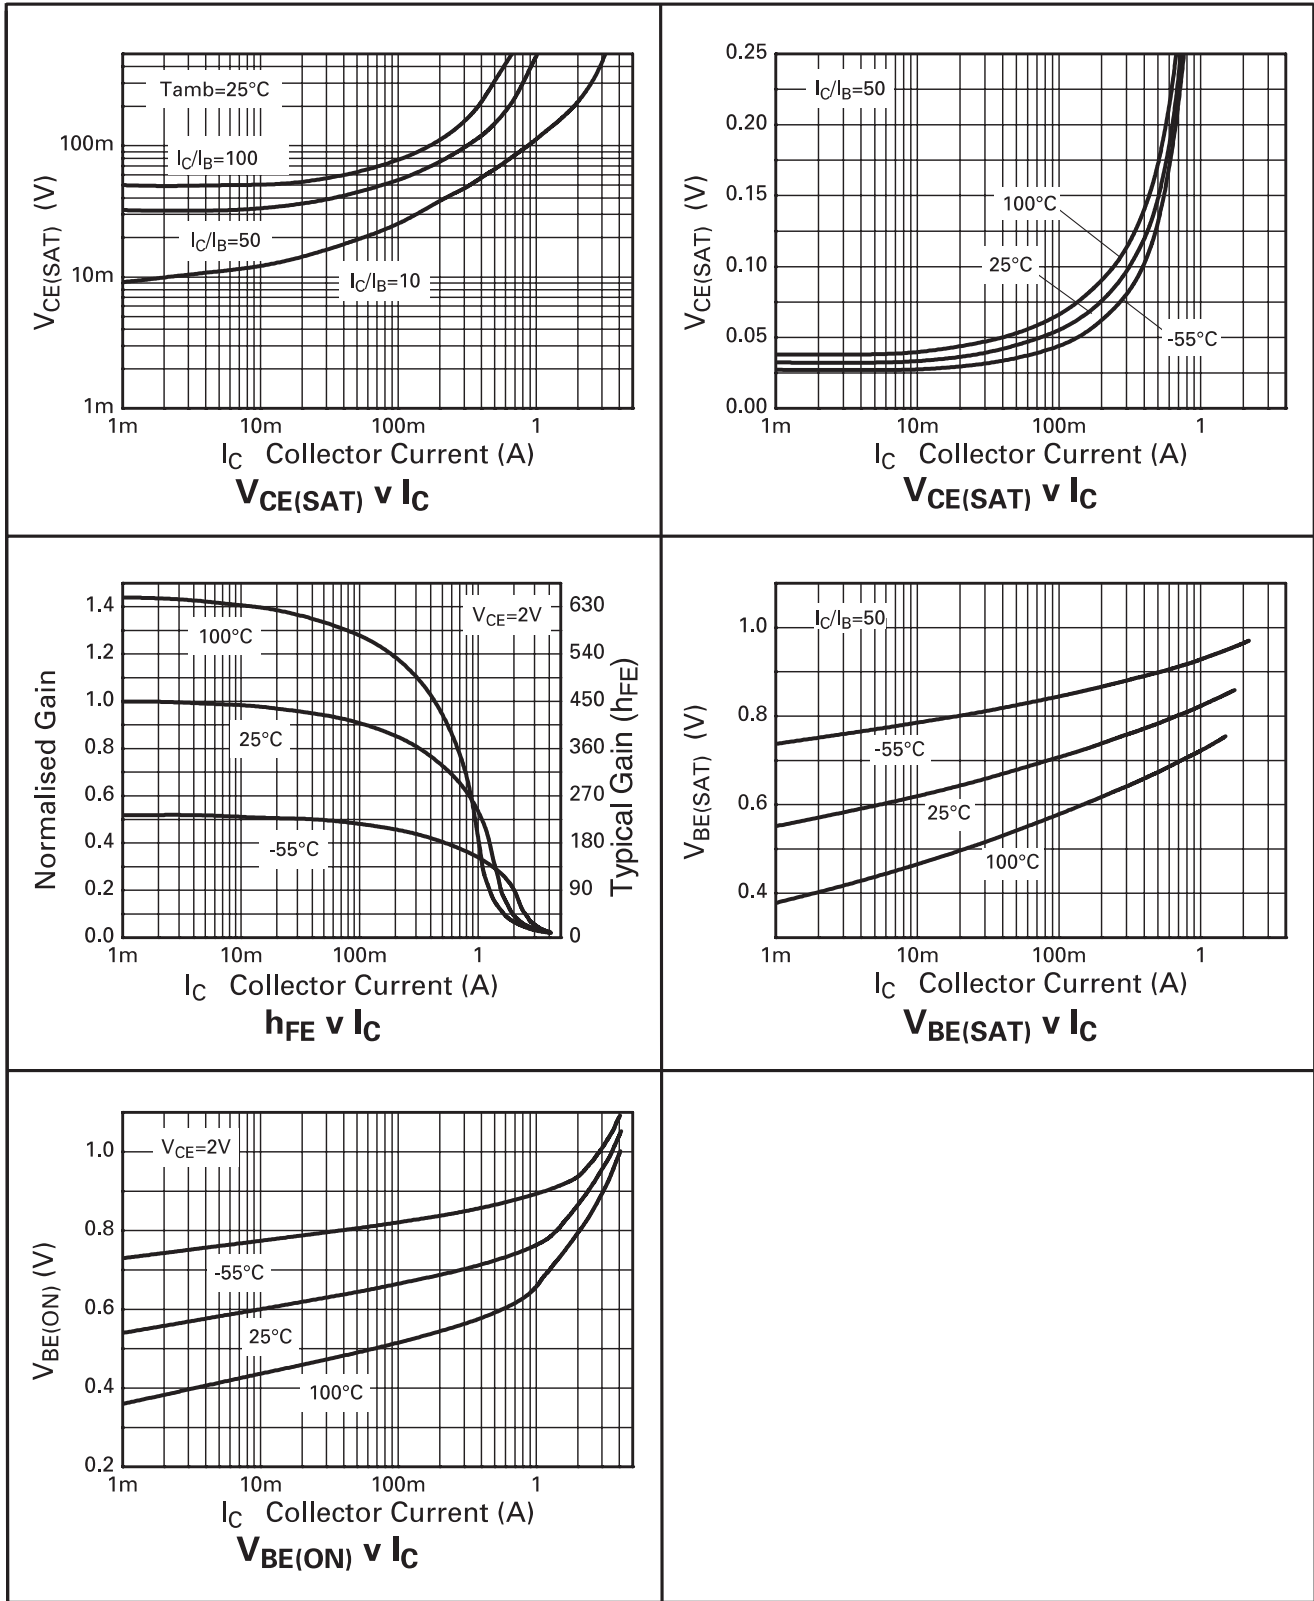 Tamb=25°C
IC/IB=100
IC/IB=50
IC/IB=10
100m
10m
1m
VCE(SAT) (V)
1m 10m 100m 1
IC Collector Current (A)
VCE(SAT) v IC
IC/IB=50
0.25
0.20
0.15
0.10
0.05
0.00
VCE(SAT) (V)
100°C
25°C
-55°C
1m 10m 100m 1
IC Collector Current (A)
VCE(SAT) v IC
VCE=2V
1.4
1.2
1.0
0.8
0.6
0.4
0.2
0.0
Normalised Gain
100°C
25°C
-55°C
630
540
450
360
270
180
90
0
Typical Gain (hFE)
1m 10m 100m 1
IC Collector Current (A)
hFE v IC
IC/IB=50
1.0
0.8
0.6
0.4
VBE(SAT) (V)
-55°C
25°C
100°C
1m 10m 100m 1
IC Collector Current (A)
VBE(SAT) v IC
VCE=2V
1.0
0.8
0.6
0.4
0.2
VBE(ON) (V)
-55°C
25°C
100°C
1m 10m 100m 1
IC Collector Current (A)
VBE(ON) v IC